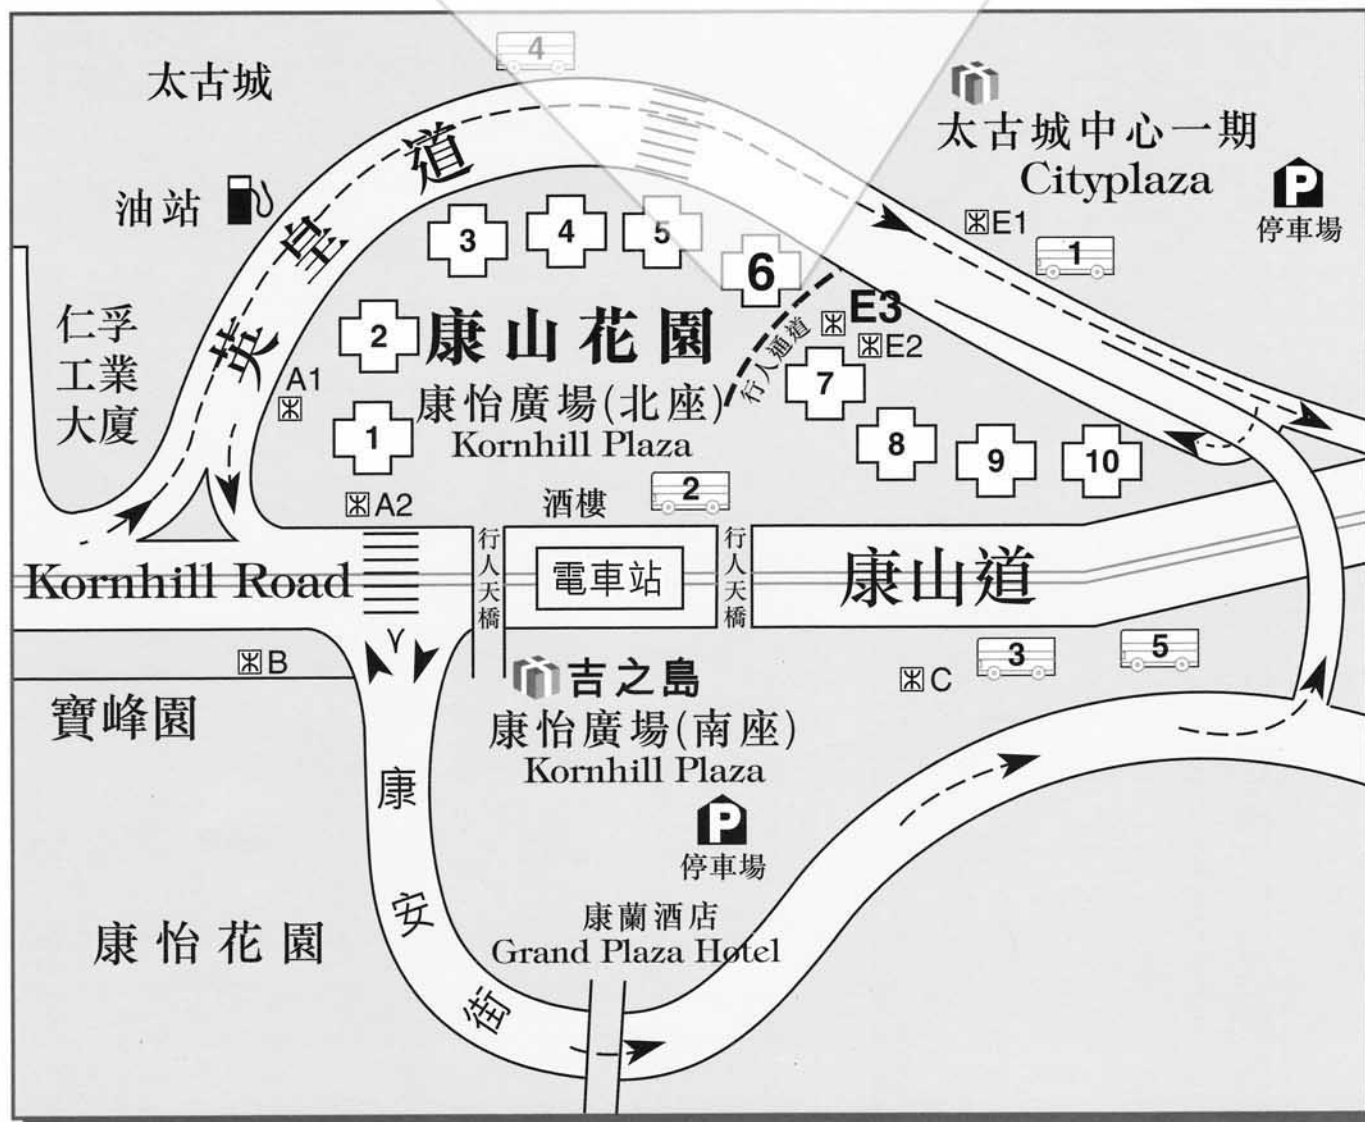 4
太古城
太古城中心一期
Cityplaza
P
停車場
油站
英皇道
E1
1
3
4
5
6
仁孚
工業
大廈
2
康山花園
行人通道
E3
E2
7
A1
康怡廣場(北座)
Kornhill Plaza
1
8
9
10
A2
酒樓
2
Kornhill Road
行人天橋
電車站
行人天橋
康山道
B
3
5
C
吉之島
寶峰園
康怡廣場(南座)
Kornhill Plaza
康安街
P
停車場
康怡花園
康蘭酒店
Grand Plaza Hotel